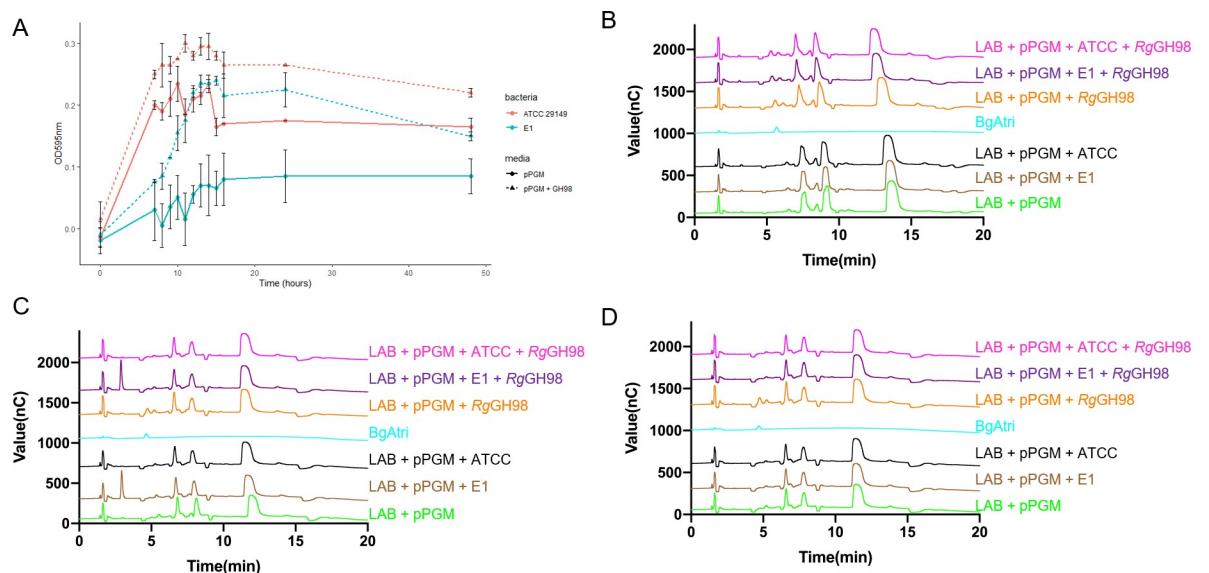 A
0.3
0.2
0.1
0.0
OD595nm
0
10
20
30
40
50
Time (hours)
bacteria
ATCC 29149
E1
media
pPGM
pPGM + GH98
B
2000
1500
1000
500
0
Value(nC)
0
5
10
15
20
Time(min)
LAB + pPGM + ATCC + RgGH98
LAB + pPGM + E1 + RgGH98
LAB + pPGM + RgGH98
BgAtri
LAB + pPGM + ATCC
LAB + pPGM + E1
LAB + pPGM
C
2000
1500
1000
500
0
Value(nC)
0
5
10
15
20
Time(min)
LAB + pPGM + ATCC + RgGH98
LAB + pPGM + E1 + RgGH98
LAB + pPGM + RgGH98
BgAtri
LAB + pPGM + ATCC
LAB + pPGM + E1
LAB + pPGM
D
2000
1500
1000
500
0
Value(nC)
0
5
10
15
20
Time(min)
LAB + pPGM + ATCC + RgGH98
LAB + pPGM + E1 + RgGH98
LAB + pPGM + RgGH98
BgAtri
LAB + pPGM + ATCC
LAB + pPGM + E1
LAB + pPGM